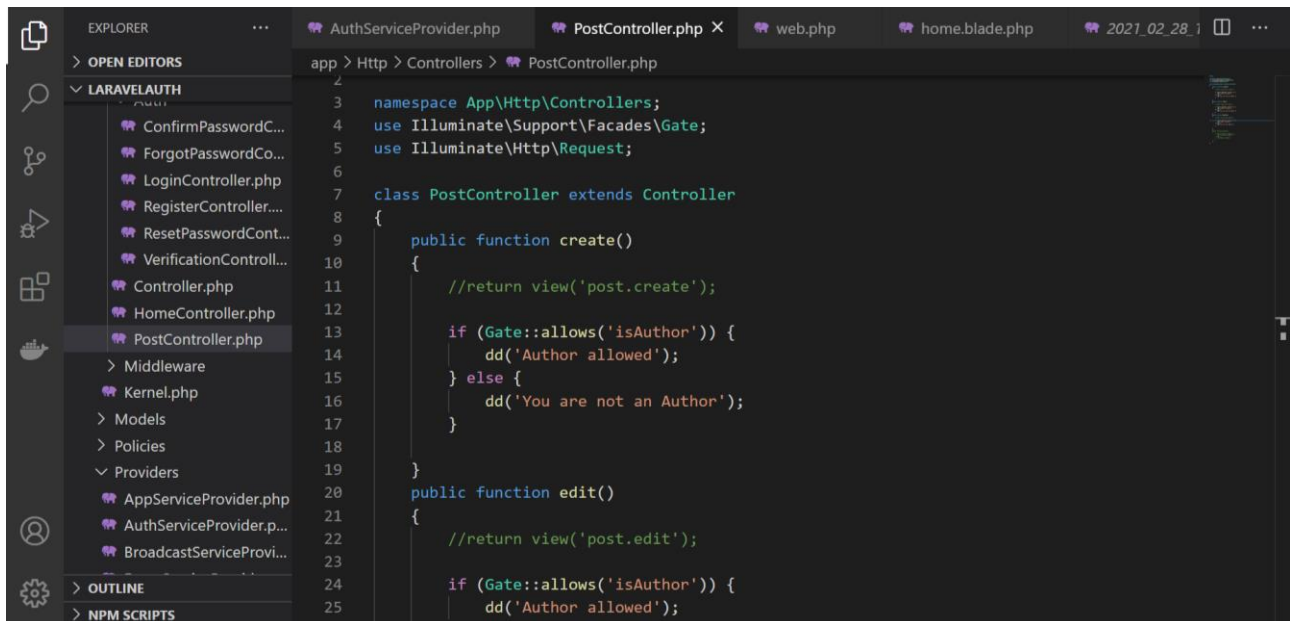 EXPLORER ···
> OPEN EDITORS
LARAVELAUTH
Auth
ConfirmPasswordC...
ForgotPasswordCo...
LoginController.php
RegisterController....
ResetPasswordCont...
VerificationControll...
Controller.php
HomeController.php
PostController.php
> Middleware
Kernel.php
> Models
> Policies
Providers
AppServiceProvider.php
AuthServiceProvider.p...
BroadcastServiceProvi...
> OUTLINE
> NPM SCRIPTS
AuthServiceProvider.php PostController.php × web.php home.blade.php 2021_02_28_1 ···
app > Http > Controllers > PostController.php
2
3 namespace App\Http\Controllers;
4 use Illuminate\Support\Facades\Gate;
5 use Illuminate\Http\Request;
6
7 class PostController extends Controller
8 {
9 public function create()
10 {
11 //return view('post.create');
12
13 if (Gate::allows('isAuthor')) {
14 dd('Author allowed');
15 } else {
16 dd('You are not an Author');
17 }
18
19 }
20 public function edit()
21 {
22 //return view('post.edit');
23
24 if (Gate::allows('isAuthor')) {
25 dd('Author allowed');